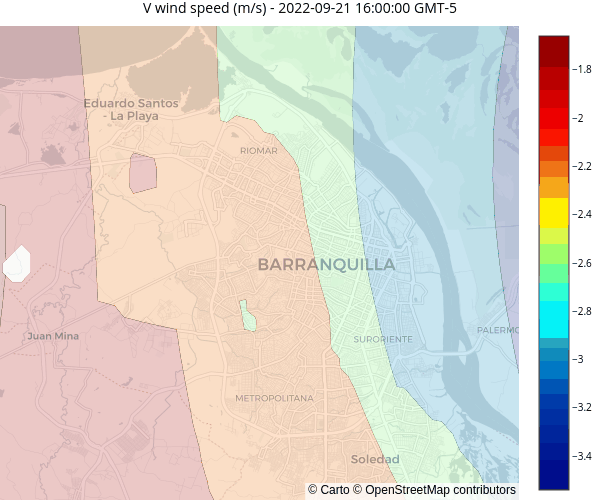 V wind speed (m/s) - 2022-09-21 16:00:00 GMT-5
Eduardo Santos
- La Playa
RIOMAR
BARRANQUILLA
Juan Mina
SURORIENTE
PALERMO
METROPOLITANA
Soledad
© Carto © OpenStreetMap contributors
−1.8
−2
−2.2
−2.4
−2.6
−2.8
−3
−3.2
−3.4